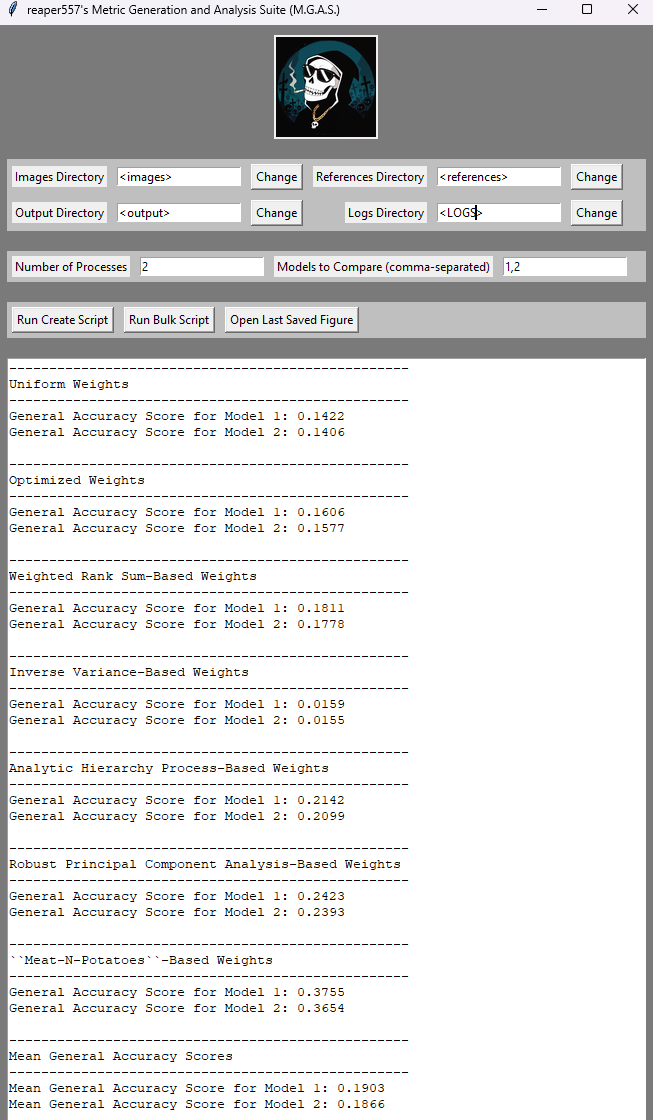 reaper557's Metric Generation and Analysis Suite (M.G.A.S.)
Images Directory <images> Change References Directory <references> Change
Output Directory <output> Change Logs Directory <LOGS> Change
Number of Processes 2 Models to Compare (comma-separated) 1,2
Run Create Script Run Bulk Script Open Last Saved Figure
--------------------------------------------------
Uniform Weights
--------------------------------------------------
General Accuracy Score for Model 1: 0.1422
General Accuracy Score for Model 2: 0.1406
--------------------------------------------------
Optimized Weights
--------------------------------------------------
General Accuracy Score for Model 1: 0.1606
General Accuracy Score for Model 2: 0.1577
--------------------------------------------------
Weighted Rank Sum-Based Weights
--------------------------------------------------
General Accuracy Score for Model 1: 0.1811
General Accuracy Score for Model 2: 0.1778
--------------------------------------------------
Inverse Variance-Based Weights
--------------------------------------------------
General Accuracy Score for Model 1: 0.0159
General Accuracy Score for Model 2: 0.0155
--------------------------------------------------
Analytic Hierarchy Process-Based Weights
--------------------------------------------------
General Accuracy Score for Model 1: 0.2142
General Accuracy Score for Model 2: 0.2099
--------------------------------------------------
Robust Principal Component Analysis-Based Weights
--------------------------------------------------
General Accuracy Score for Model 1: 0.2423
General Accuracy Score for Model 2: 0.2393
--------------------------------------------------
``Meat-N-Potatoes``-Based Weights
--------------------------------------------------
General Accuracy Score for Model 1: 0.3755
General Accuracy Score for Model 2: 0.3654
--------------------------------------------------
Mean General Accuracy Scores
--------------------------------------------------
Mean General Accuracy Score for Model 1: 0.1903
Mean General Accuracy Score for Model 2: 0.1866